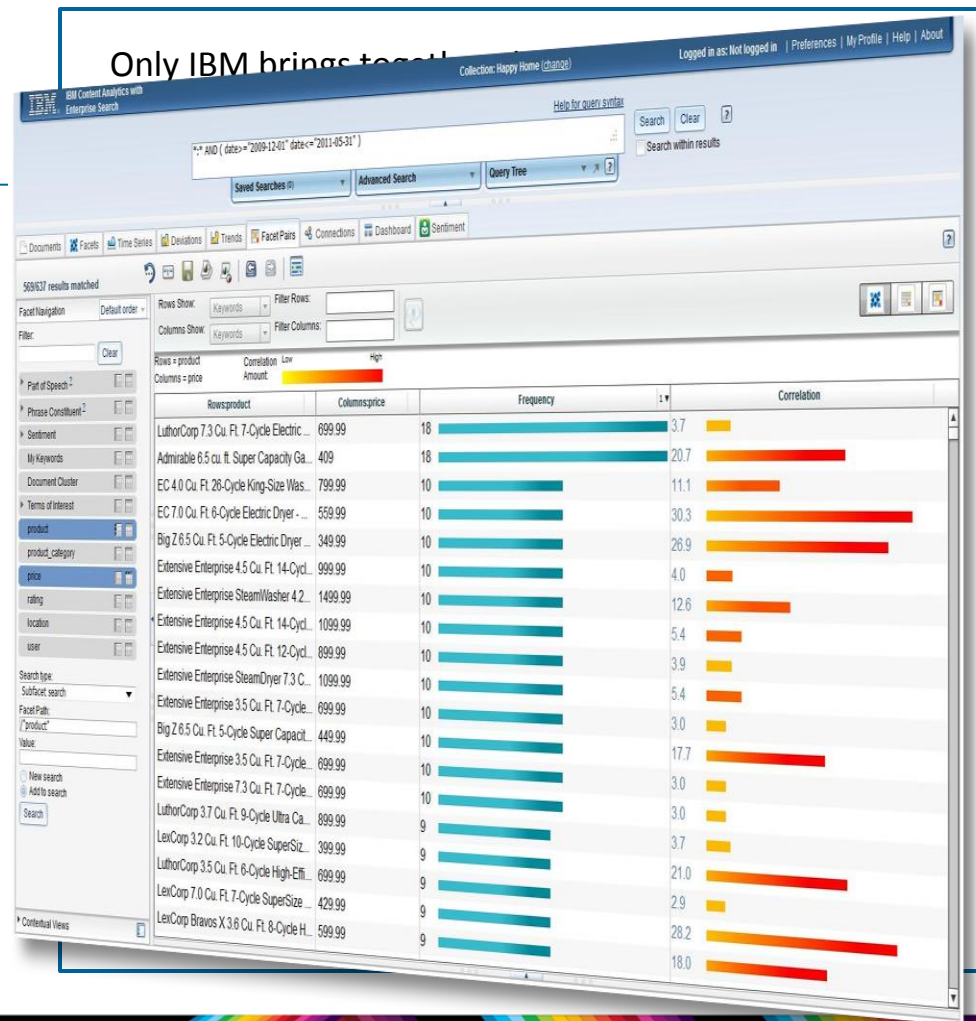 Only IBM brings
IBM. IBM Content Analytics with Enterprise Search
Collection: Happy Home (change)
Logged in as: Not logged in | Preferences | My Profile | Help | About
Help for query syntax
*:* AND ( date>="2009-12-01" date<="2011-05-31" )
Search Clear ?
Search within results
Saved Searches (0) Advanced Search Query Tree ?
Documents Facets Time Series Deviations Trends Facet Pairs Connections Dashboard Sentiment
?
569/637 results matched
Facet Navigation Default order
Filter:
Clear
Part of Speech ?
Phrase Constituent ?
Sentiment
My Keywords
Document Cluster
Terms of Interest
product
product_category
price
rating
location
user
Search type:
Subfacet search
Facet Path:
/"product"
Value:
New search
Add to search
Search
Contextual Views
Rows Show: Keywords Filter Rows:
Columns Show: Keywords Filter Columns:
Rows = product Correlation Low High
Columns = price Amount:
Rows:product Columns:price Frequency 1 Correlation
LuthorCorp 7.3 Cu. Ft. 7-Cycle Electric ... 699.99 18 3.7
Admirable 6.5 cu. ft. Super Capacity Ga... 409 18 20.7
EC 4.0 Cu. Ft. 26-Cycle King-Size Was... 799.99 10 11.1
EC 7.0 Cu. Ft. 6-Cycle Electric Dryer - ... 559.99 10 30.3
Big Z 6.5 Cu. Ft. 5-Cycle Electric Dryer ... 349.99 10 26.9
Extensive Enterprise 4.5 Cu. Ft. 14-Cycl... 999.99 10 4.0
Extensive Enterprise SteamWasher 4.2... 1499.99 10 12.6
Extensive Enterprise 4.5 Cu. Ft. 14-Cycl... 1099.99 10 5.4
Extensive Enterprise 4.5 Cu. Ft. 12-Cycl... 899.99 10 3.9
Extensive Enterprise SteamDryer 7.3 C... 1099.99 10 5.4
Extensive Enterprise 3.5 Cu. Ft. 7-Cycle... 699.99 10 3.0
Big Z 6.5 Cu. Ft. 5-Cycle Super Capacit... 449.99 10 17.7
Extensive Enterprise 3.5 Cu. Ft. 7-Cycle... 699.99 10 3.0
Extensive Enterprise 7.3 Cu. Ft. 7-Cycle... 699.99 10 3.0
LuthorCorp 3.7 Cu. Ft. 9-Cycle Ultra Ca... 899.99 9 3.7
LexCorp 3.2 Cu. Ft. 10-Cycle SuperSiz... 399.99 9 21.0
LuthorCorp 3.5 Cu. Ft. 6-Cycle High-Effi... 699.99 9 2.9
LexCorp 7.0 Cu. Ft. 7-Cycle SuperSize ... 429.99 9 28.2
LexCorp Bravos X 3.6 Cu. Ft. 8-Cycle H... 599.99 9 18.0